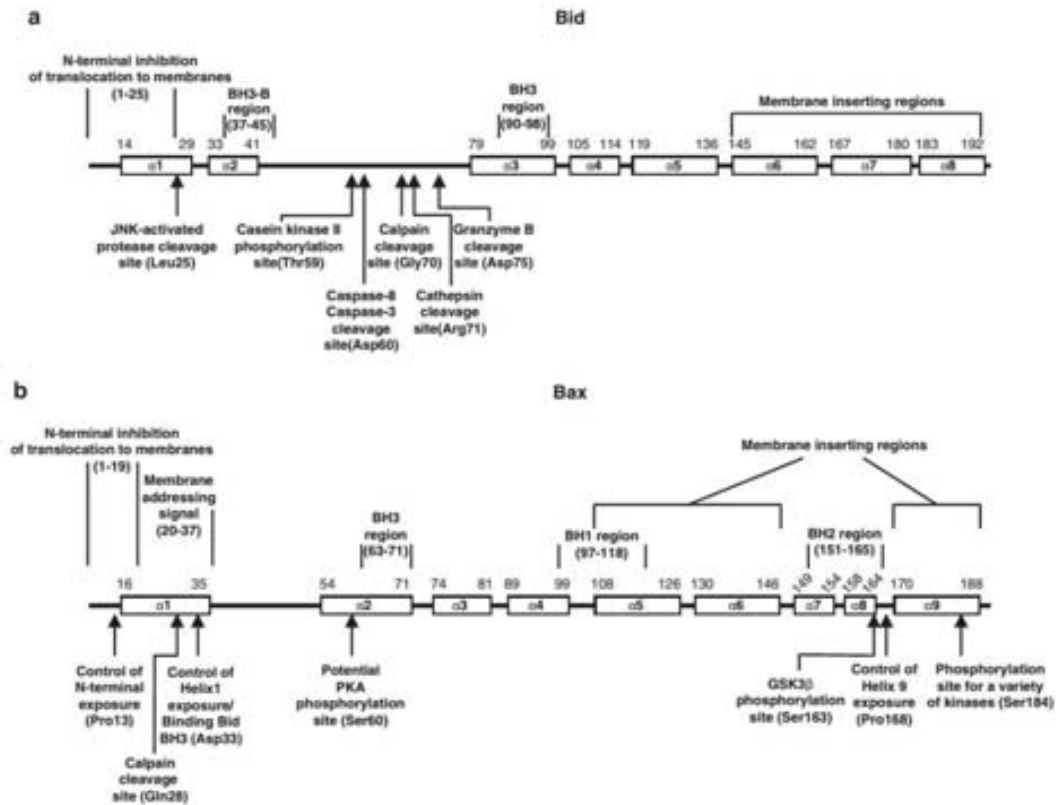 a
Bid
N-terminal inhibition
of translocation to membranes
(1-25)
BH3-B
region
(37-45)
BH3
region
(90-98)
Membrane inserting regions
14 29 33 41 79 99 105 114 119 136 145 162 167 180 183 192
α1 α2 α3 α4 α5 α6 α7 α8
JNK-activated
protease cleavage
site (Leu25)
Casein kinase II
phosphorylation
site(Thr59)
Calpain
cleavage
site (Gly70)
Granzyme B
cleavage
site (Asp75)
Caspase-8
Caspase-3
cleavage
site(Asp60)
Cathepsin
cleavage
site(Arg71)
b
Bax
N-terminal inhibition
of translocation to membranes
(1-19)
Membrane
addressing
signal
(20-37)
BH3
region
(63-71)
BH1 region
(97-118)
Membrane inserting regions
BH2 region
(151-165)
16 35 54 71 74 81 89 99 108 126 130 146 149 154 158 164 170 188
α1 α2 α3 α4 α5 α6 α7 α8 α9
Control of
N-terminal
exposure
(Pro13)
Control of
Helix1
exposure/
Binding Bid
BH3 (Asp33)
Potential
PKA
phosphorylation
site (Ser60)
GSK3β
phosphorylation
site (Ser163)
Control of
Helix 9
exposure
(Pro168)
Phosphorylation
site for a variety
of kinases (Ser184)
Calpain
cleavage
site (Gln28)